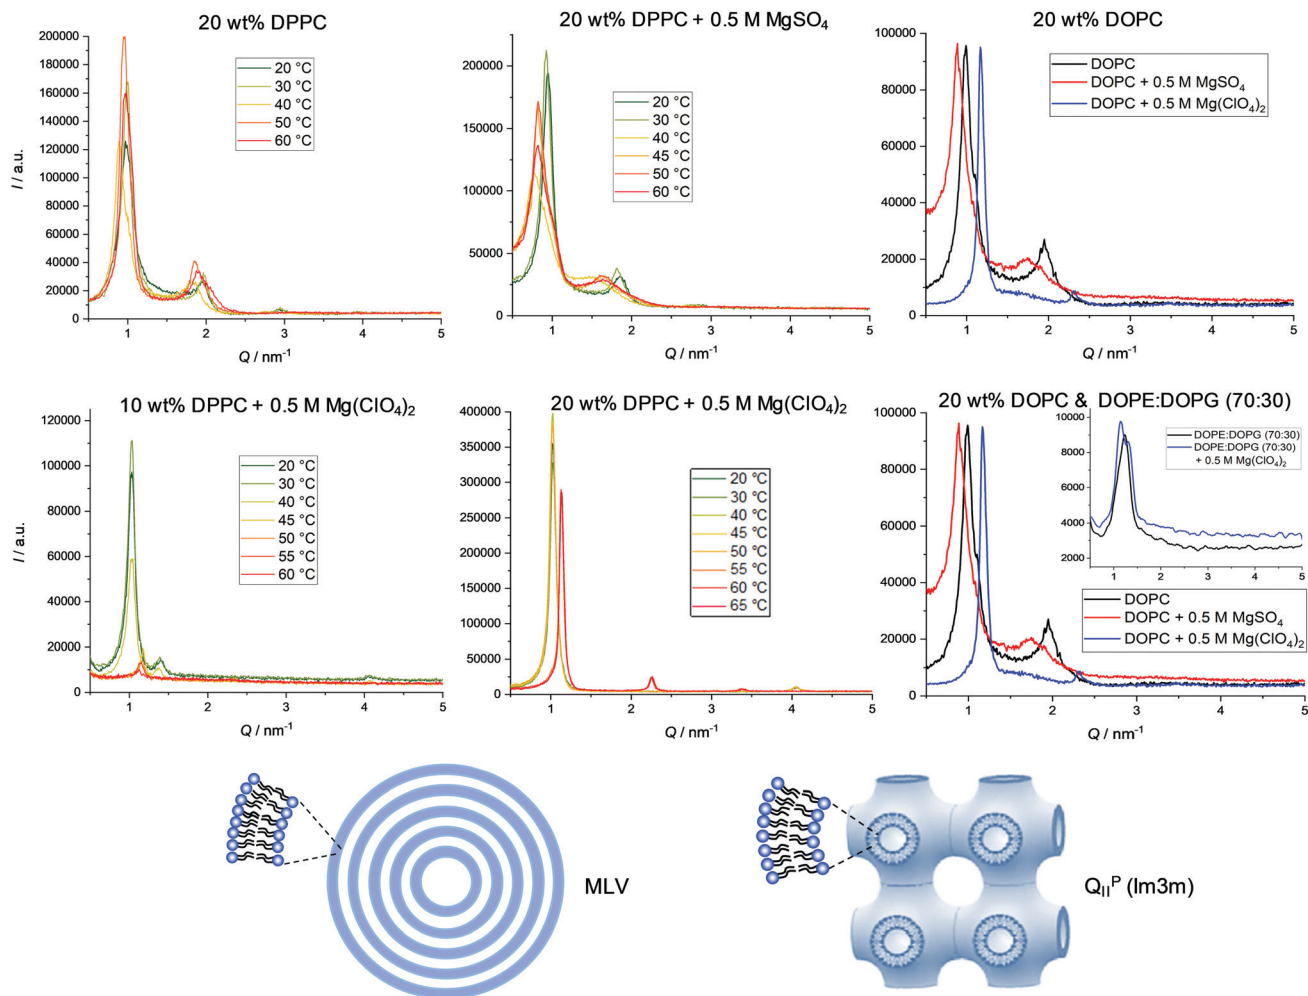 20 wt% DPPC
200000
180000
160000
140000
120000
100000
80000
60000
40000
20000
0
I / a.u.
20 °C
30 °C
40 °C
50 °C
60 °C
1
2
3
4
5
Q / nm⁻¹
20 wt% DPPC + 0.5 M MgSO₄
200000
150000
100000
50000
0
20 °C
30 °C
40 °C
45 °C
50 °C
60 °C
1
2
3
4
5
Q / nm⁻¹
20 wt% DOPC
100000
80000
60000
40000
20000
0
DOPC
DOPC + 0.5 M MgSO₄
DOPC + 0.5 M Mg(ClO₄)₂
1
2
3
4
5
Q / nm⁻¹
10 wt% DPPC + 0.5 M Mg(ClO₄)₂
120000
100000
80000
60000
40000
20000
0
I / a.u.
20 °C
30 °C
40 °C
45 °C
50 °C
55 °C
60 °C
1
2
3
4
5
Q / nm⁻¹
20 wt% DPPC + 0.5 M Mg(ClO₄)₂
400000
350000
300000
250000
200000
150000
100000
50000
0
20 °C
30 °C
40 °C
45 °C
50 °C
55 °C
60 °C
65 °C
1
2
3
4
5
Q / nm⁻¹
20 wt% DOPC & DOPE:DOPG (70:30)
100000
80000
60000
40000
20000
0
10000
8000
6000
4000
2000
DOPE:DOPG (70:30)
DOPE:DOPG (70:30)
+ 0.5 M Mg(ClO₄)₂
1
2
3
4
5
DOPC
DOPC + 0.5 M MgSO₄
DOPC + 0.5 M Mg(ClO₄)₂
1
2
3
4
5
Q / nm⁻¹
MLV
Q_II^P (Im3m)